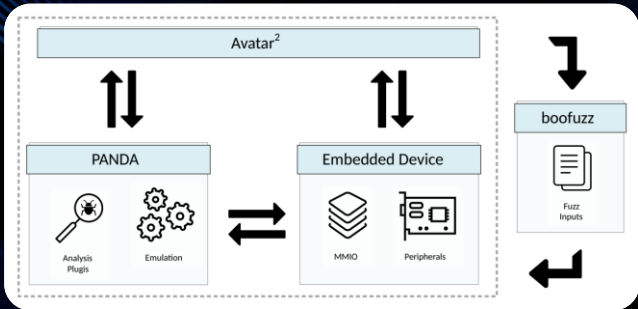 Avatar²
boofuzz
PANDA
Embedded Device
Fuzz
Inputs
Analysis
Plugis
Emulation
MMIO
Peripherals